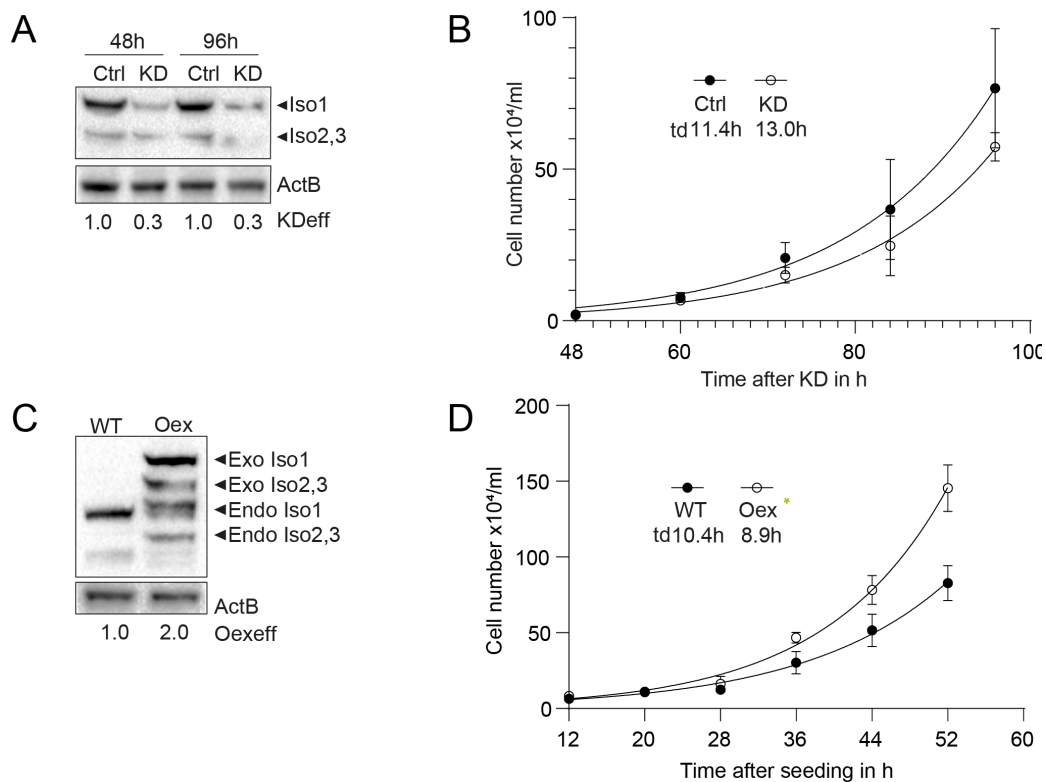 A
48h 96h
Ctrl KD Ctrl KD
◄Iso1
◄Iso2,3
ActB
1.0 0.3 1.0 0.3 KDeff
B
Cell number x10⁴/ml
100
50
0
Ctrl KD
td 11.4h 13.0h
48 60 80 100
Time after KD in h
C
WT Oex
◄Exo Iso1
◄Exo Iso2,3
◄Endo Iso1
◄Endo Iso2,3
ActB
1.0 2.0 Oexeff
D
Cell number x10⁴/ml
200
150
100
50
0
WT Oex *
td10.4h 8.9h
12 20 28 36 44 52 60
Time after seeding in h